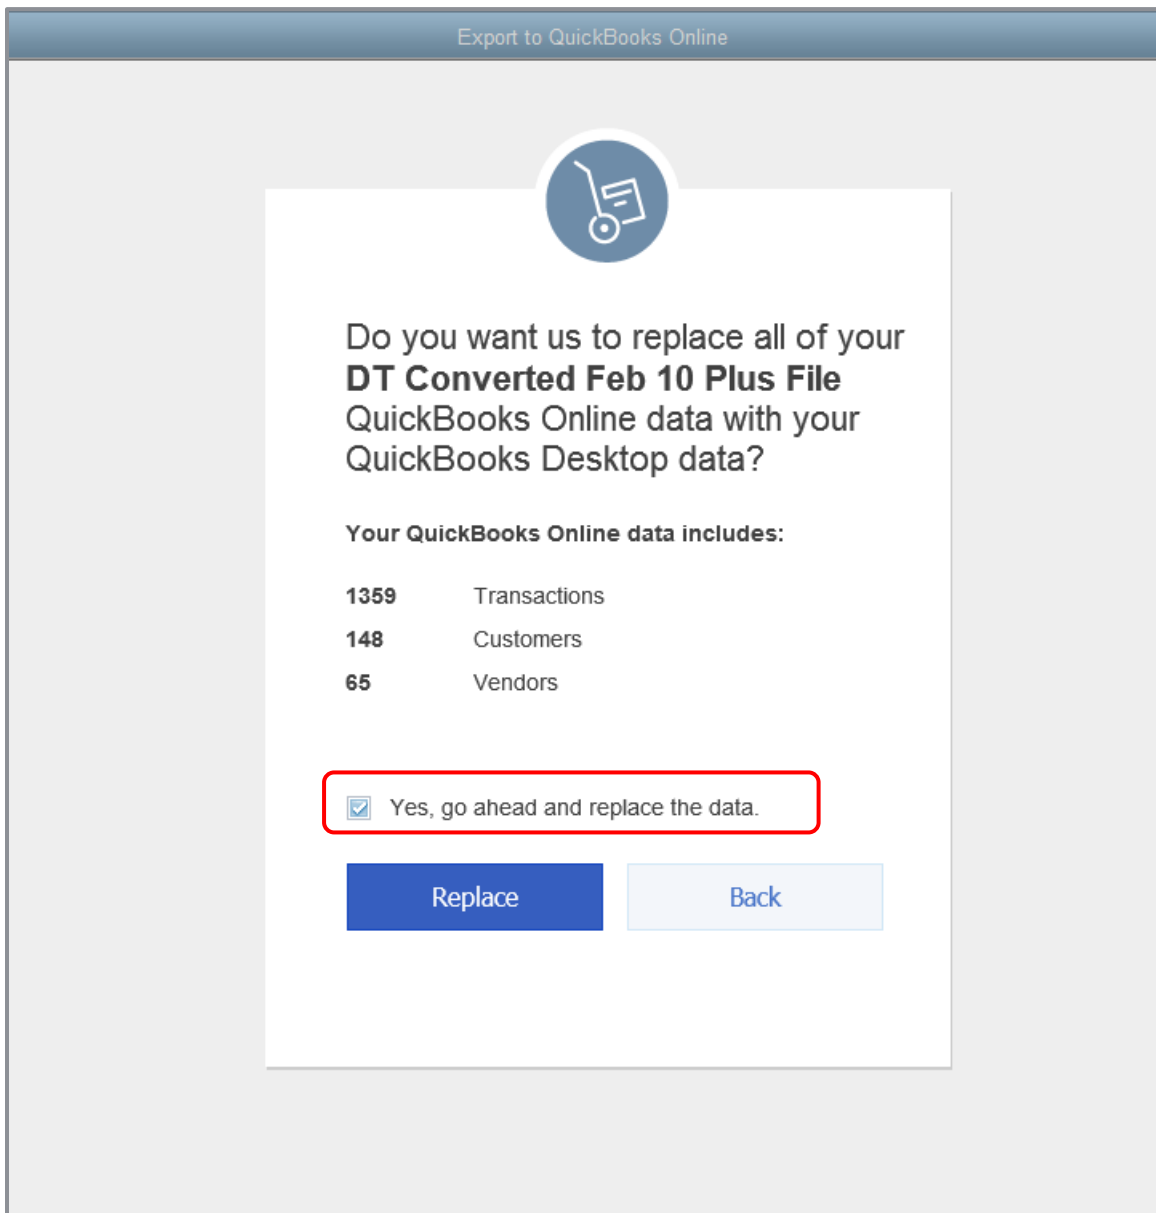 Export to QuickBooks Online
Do you want us to replace all of your
DT Converted Feb 10 Plus File
QuickBooks Online data with your
QuickBooks Desktop data?
Your QuickBooks Online data includes:
1359 Transactions
148 Customers
65 Vendors
Yes, go ahead and replace the data.
Replace Back